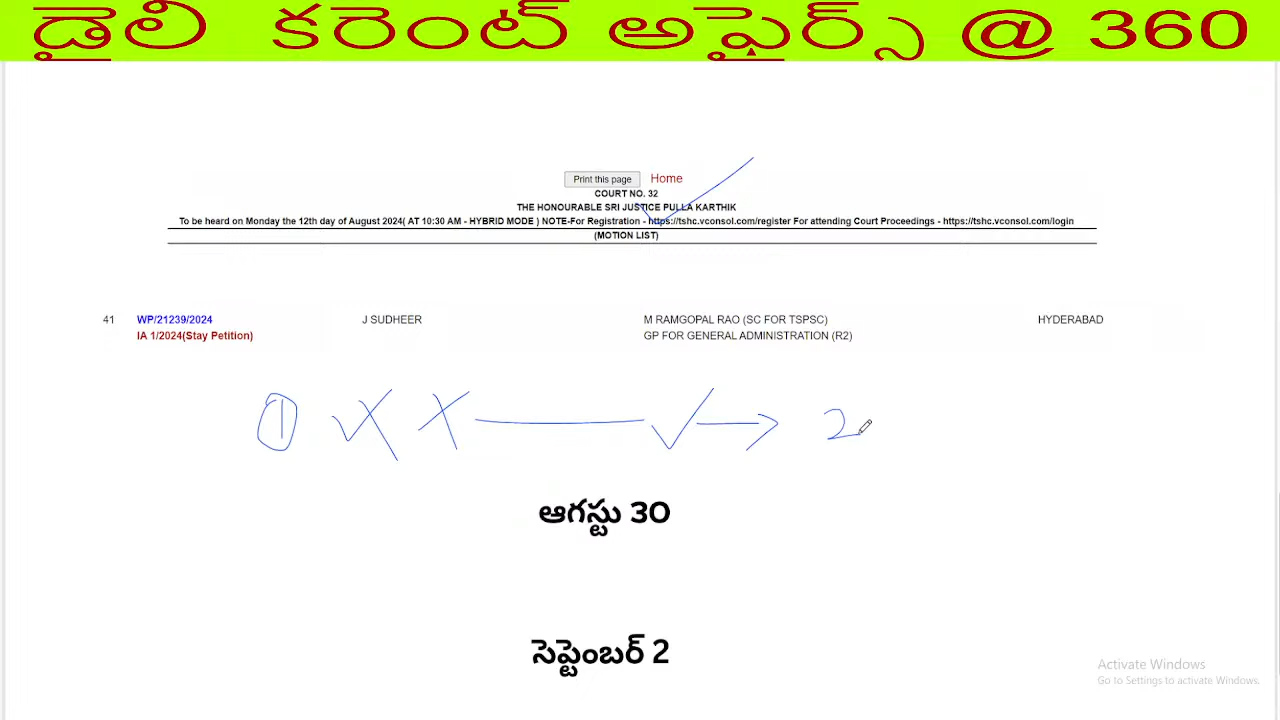 డైలీ కరెంట్ అఫైర్స్ @ 360
Print this page Home
COURT NO. 32
THE HONOURABLE SRI JUSTICE PULLA KARTHIK
To be heard on Monday the 12th day of August 2024( AT 10:30 AM - HYBRID MODE ) NOTE-For Registration - https://tshc.vconsol.com/register For attending Court Proceedings - https://tshc.vconsol.com/login
(MOTION LIST)
41 WP/21239/2024 J SUDHEER M RAMGOPAL RAO (SC FOR TSPSC) HYDERABAD
IA 1/2024(Stay Petition) GP FOR GENERAL ADMINISTRATION (R2)
1 2
ఆగస్టు 30
సెప్టెంబర్ 2
Activate Windows
Go to Settings to activate Windows.